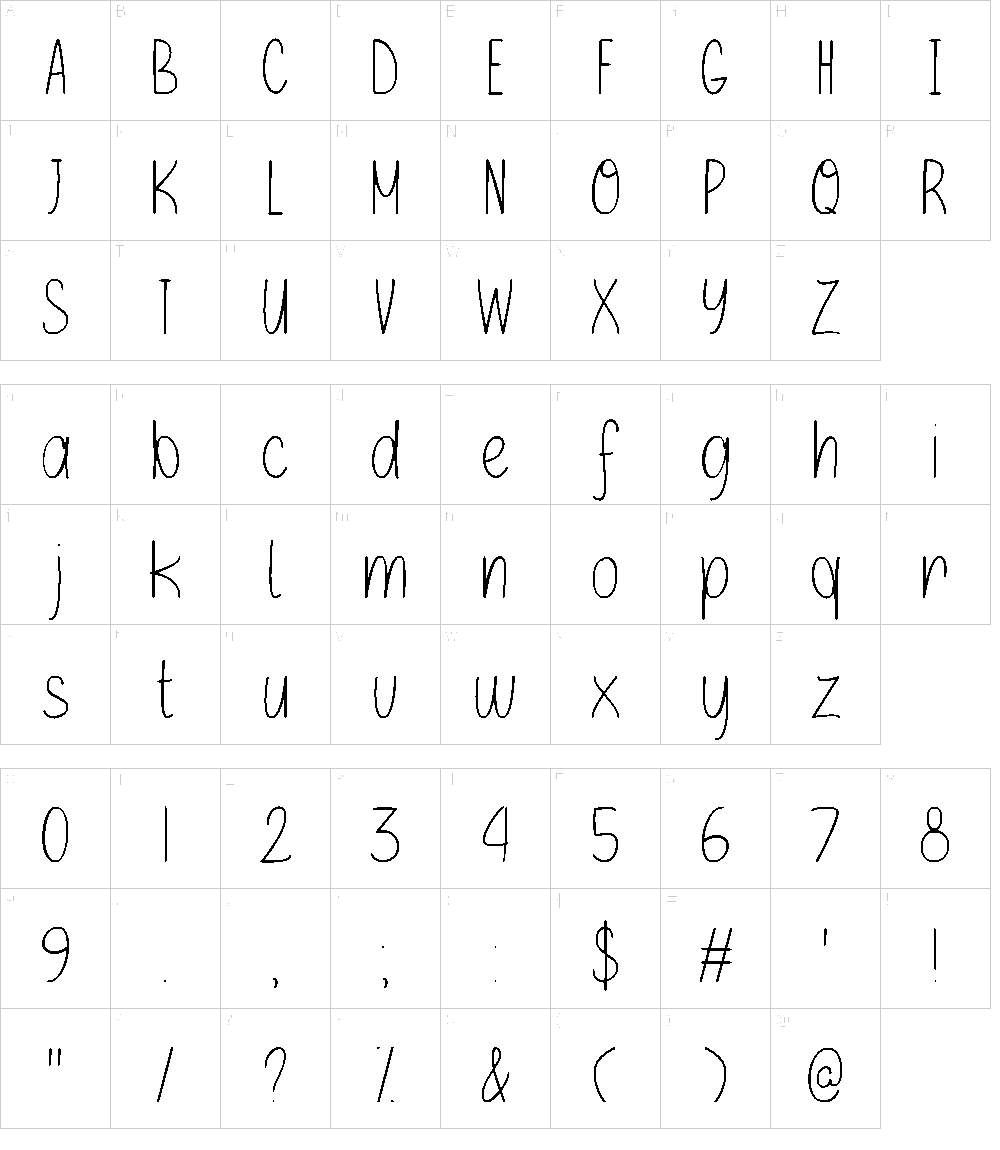 A B C D E F G H I
J K L M N O P Q R
S T U V W X Y Z
a b c d e f g h i
j k l m n o p q r
s t u v w x y z
0 1 2 3 4 5 6 7 8
9 . , ; : $ # ' !
" / ? % & ( ) @